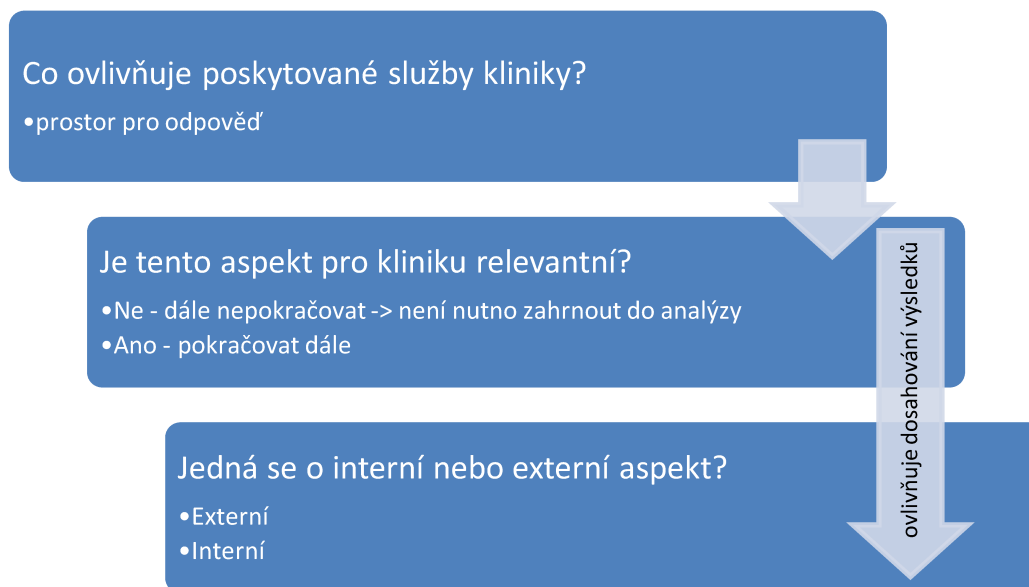 Co ovlivňuje poskytované služby kliniky?
•prostor pro odpověď
Je tento aspekt pro kliniku relevantní?
•Ne - dále nepokračovat -> není nutno zahrnout do analýzy
•Ano - pokračovat dále
ovlivňuje dosahování výsledků
Jedná se o interní nebo externí aspekt?
•Externí
•Interní